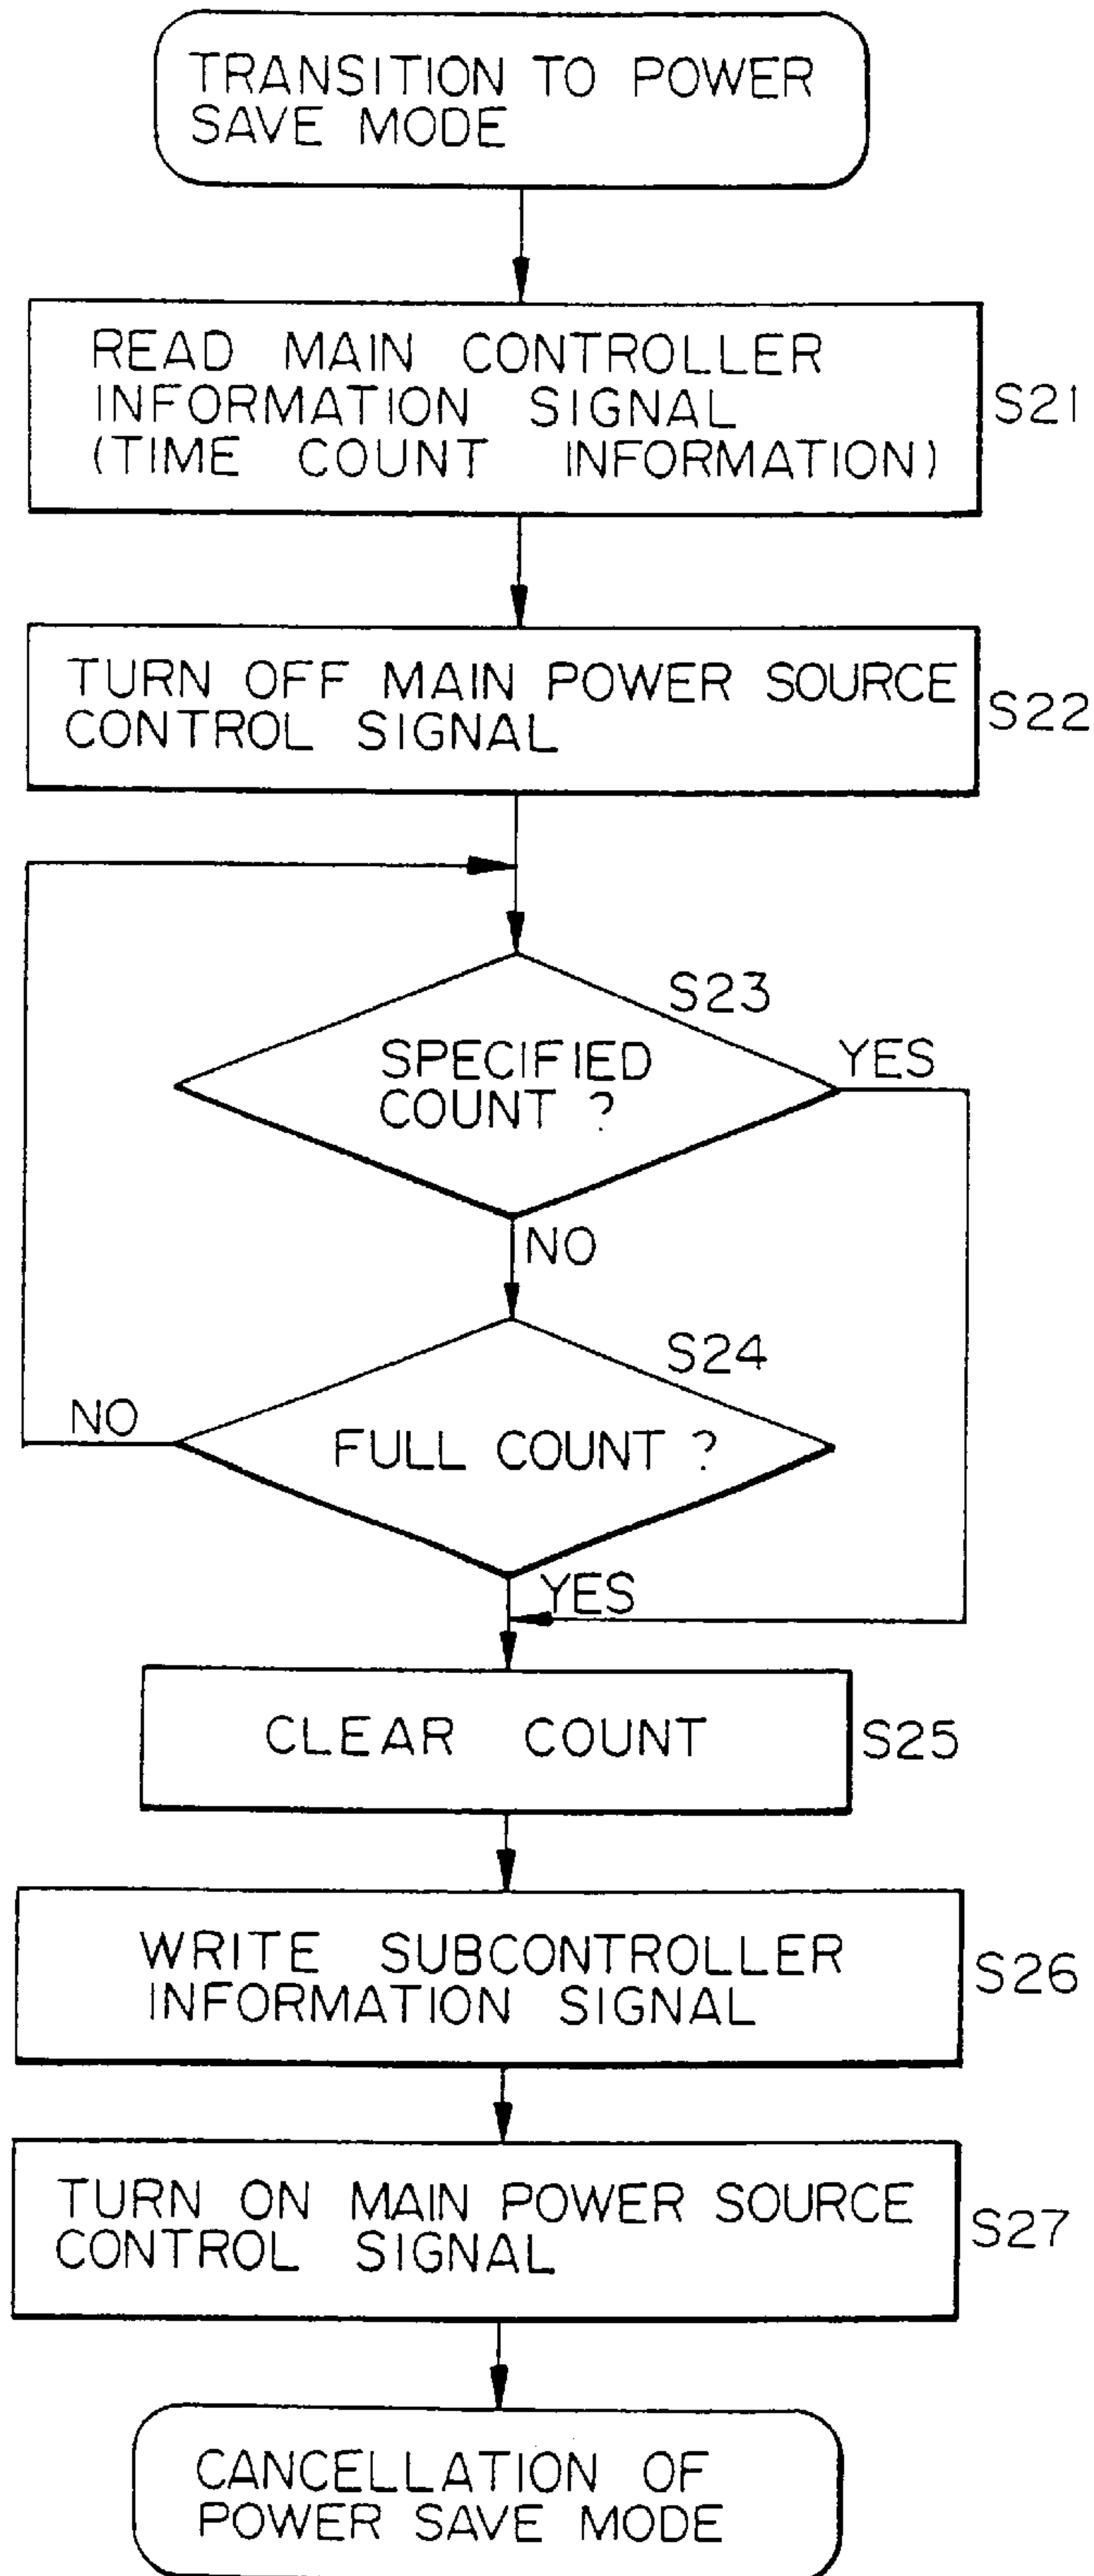 TRANSITION TO POWER
SAVE MODE
READ MAIN CONTROLLER
INFORMATION SIGNAL
(TIME COUNT INFORMATION)
S21
TURN OFF MAIN POWER SOURCE
CONTROL SIGNAL
S22
S23
SPECIFIED
COUNT ?
YES
NO
S24
NO
FULL COUNT ?
YES
CLEAR COUNT
S25
WRITE SUBCONTROLLER
INFORMATION SIGNAL
S26
TURN ON MAIN POWER SOURCE
CONTROL SIGNAL
S27
CANCELLATION OF
POWER SAVE MODE